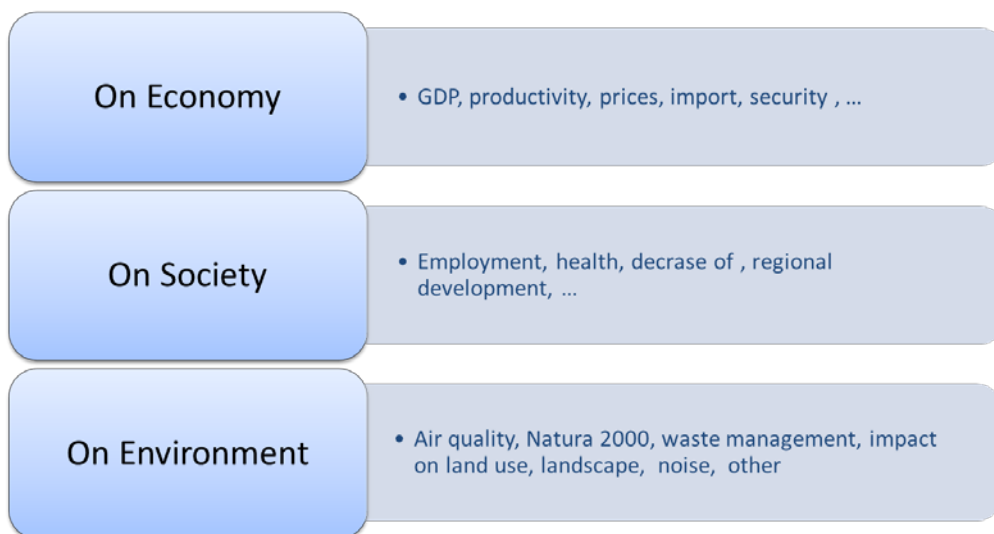 On Economy
• GDP, productivity, prices, import, security , ...
On Society
• Employment, health, decrase of , regional
development, ...
On Environment
• Air quality, Natura 2000, waste management, impact
on land use, landscape,  noise,  other